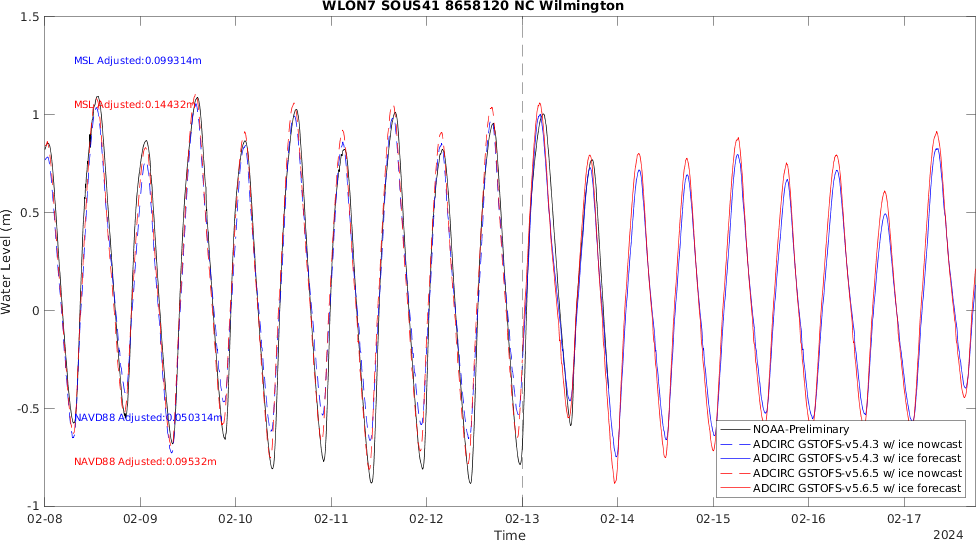 WLON7 SOUS41 8658120 NC Wilmington
1.5
MSL Adjusted:0.099314m
MSL Adjusted:0.14432m
1
0.5
Water Level (m)
0
-0.5
NAVD88 Adjusted:0.050314m
NAVD88 Adjusted:0.09532m
NOAA-Preliminary
ADCIRC GSTOFS-v5.4.3 w/ ice nowcast
ADCIRC GSTOFS-v5.4.3 w/ ice forecast
ADCIRC GSTOFS-v5.6.5 w/ ice nowcast
ADCIRC GSTOFS-v5.6.5 w/ ice forecast
-1
02-08 02-09 02-10 02-11 02-12 02-13 02-14 02-15 02-16 02-17
Time
2024